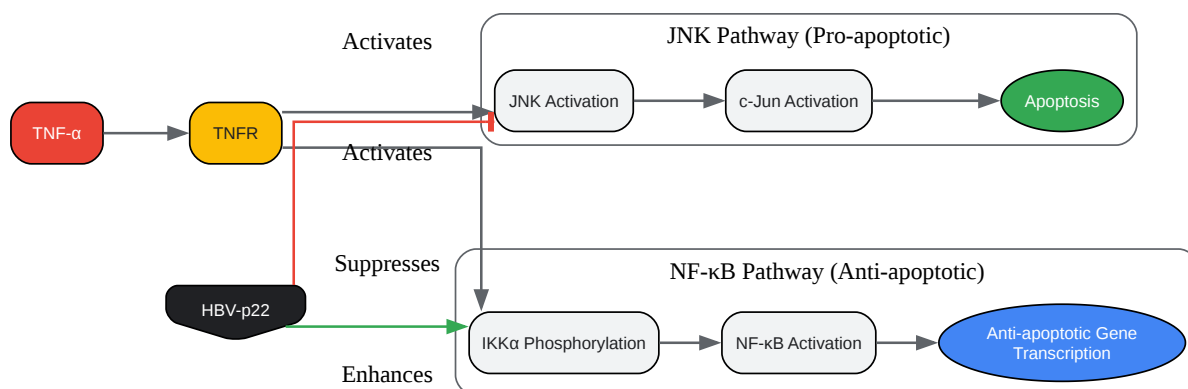 Activates
JNK Pathway (Pro-apoptotic)
JNK Activation
c-Jun Activation
Apoptosis
TNF-α
TNFR
Activates
Suppresses
NF-κB Pathway (Anti-apoptotic)
HBV-p22
IKKα Phosphorylation
NF-κB Activation
Anti-apoptotic Gene
Transcription
Enhances